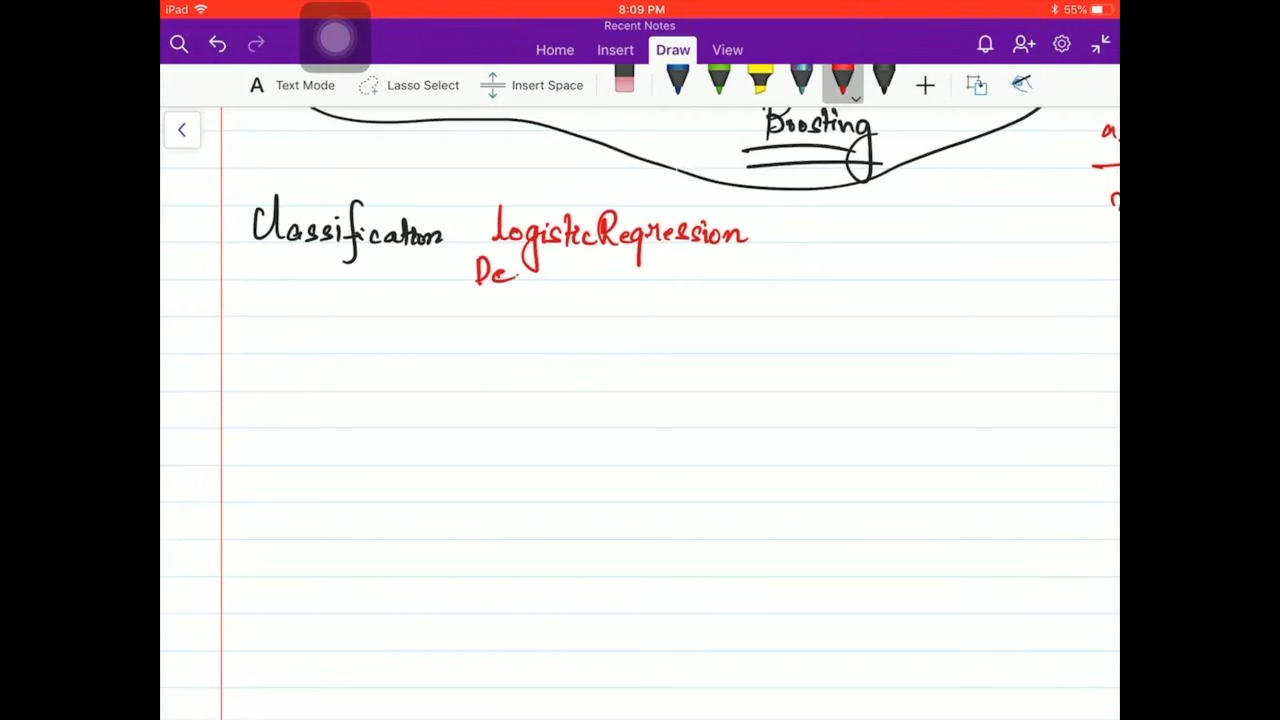 iPad 8:09 PM 55%
Recent Notes
Home Insert Draw View
A Text Mode Lasso Select Insert Space
Boosting
Classification LogisticRegression
De